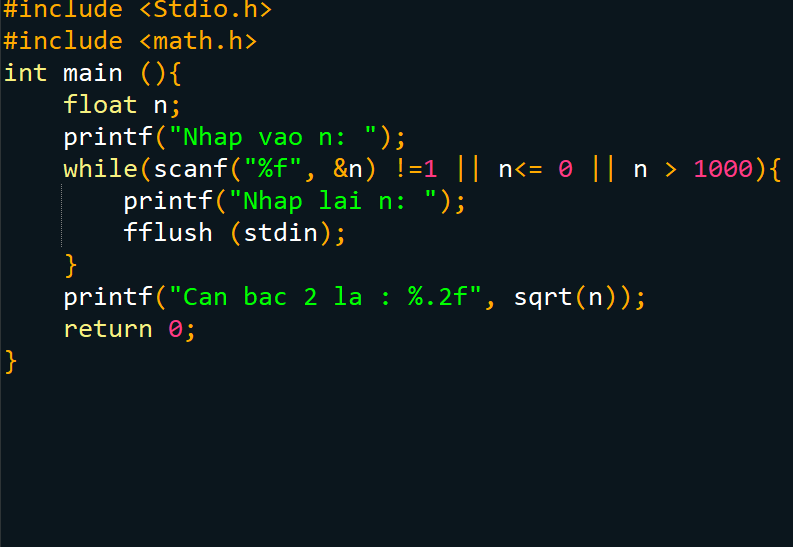 #include <Stdio.h>
#include <math.h>
int main (){
    float n;
    printf("Nhap vao n: ");
    while(scanf("%f", &n) !=1 || n<= 0 || n > 1000){
        printf("Nhap lai n: ");
        fflush (stdin);
    }
    printf("Can bac 2 la : %.2f", sqrt(n));
    return 0;
}